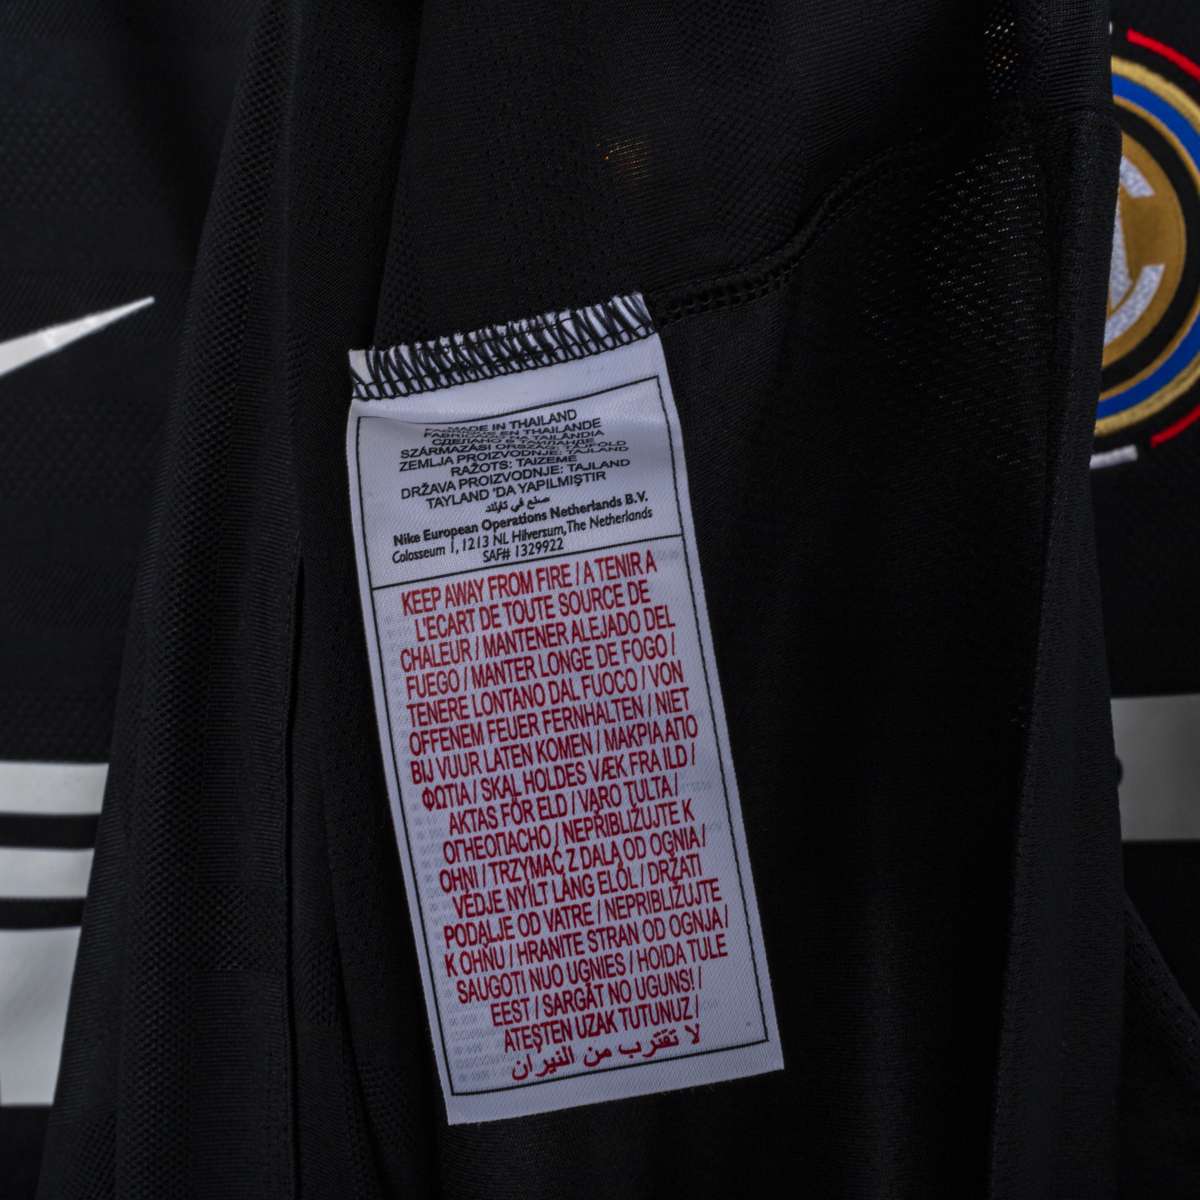 MADE IN THAILAND
FABRICOS EN THAILANDE
СДЕЛАНО В TAILÂNDIA
SZÁRMAZÁSI ORSZÁG:
ZEMLJA PROIZVODNJE: TAJLAND
RAŽOTS: TAIZEMĒ
DRŽAVA PROIZVODNJE: TAJLAND
TAYLAND 'DA YAPILMIŞTIR
صنع في تايلاند
Nike European Operations Netherlands B.V.
Colosseum 1, 1213 NL Hilversum, The Netherlands
SAF# 1329922
KEEP AWAY FROM FIRE / A TENIR A
L'ECART DE TOUTE SOURCE DE
CHALEUR / MANTENER ALEJADO DEL
FUEGO / MANTER LONGE DE FOGO /
TENERE LONTANO DAL FUOCO / VON
OFFENEM FEUER FERNHALTEN / NIET
BIJ VUUR LATEN KOMEN / ΜΑΚΡΙΑ ΑΠΟ
ΦΩΤΙΑ / SKAL HOLDES VÆK FRA ILD /
AKTAS FÖR ELD / VARO TULTA /
ОГНЕОПАСНО / NEPŘIBLIŽUJTE K
OHNI / TRZYMAĆ Z DALA OD OGNIA /
VÉDJE NYÍLT LÁNG ELÖL / DRŽATI
PODALJE OD VATRE / NEPRIBLIŽUJTE
K OHŇU / HRANITE STRAN OD OGNJA /
SAUGOTI NUO UGNIES / HOIDA TULE
EEST / SARGĀT NO UGUNS! /
ATEŞTEN UZAK TUTUNUZ /
لا تقترب من النيران